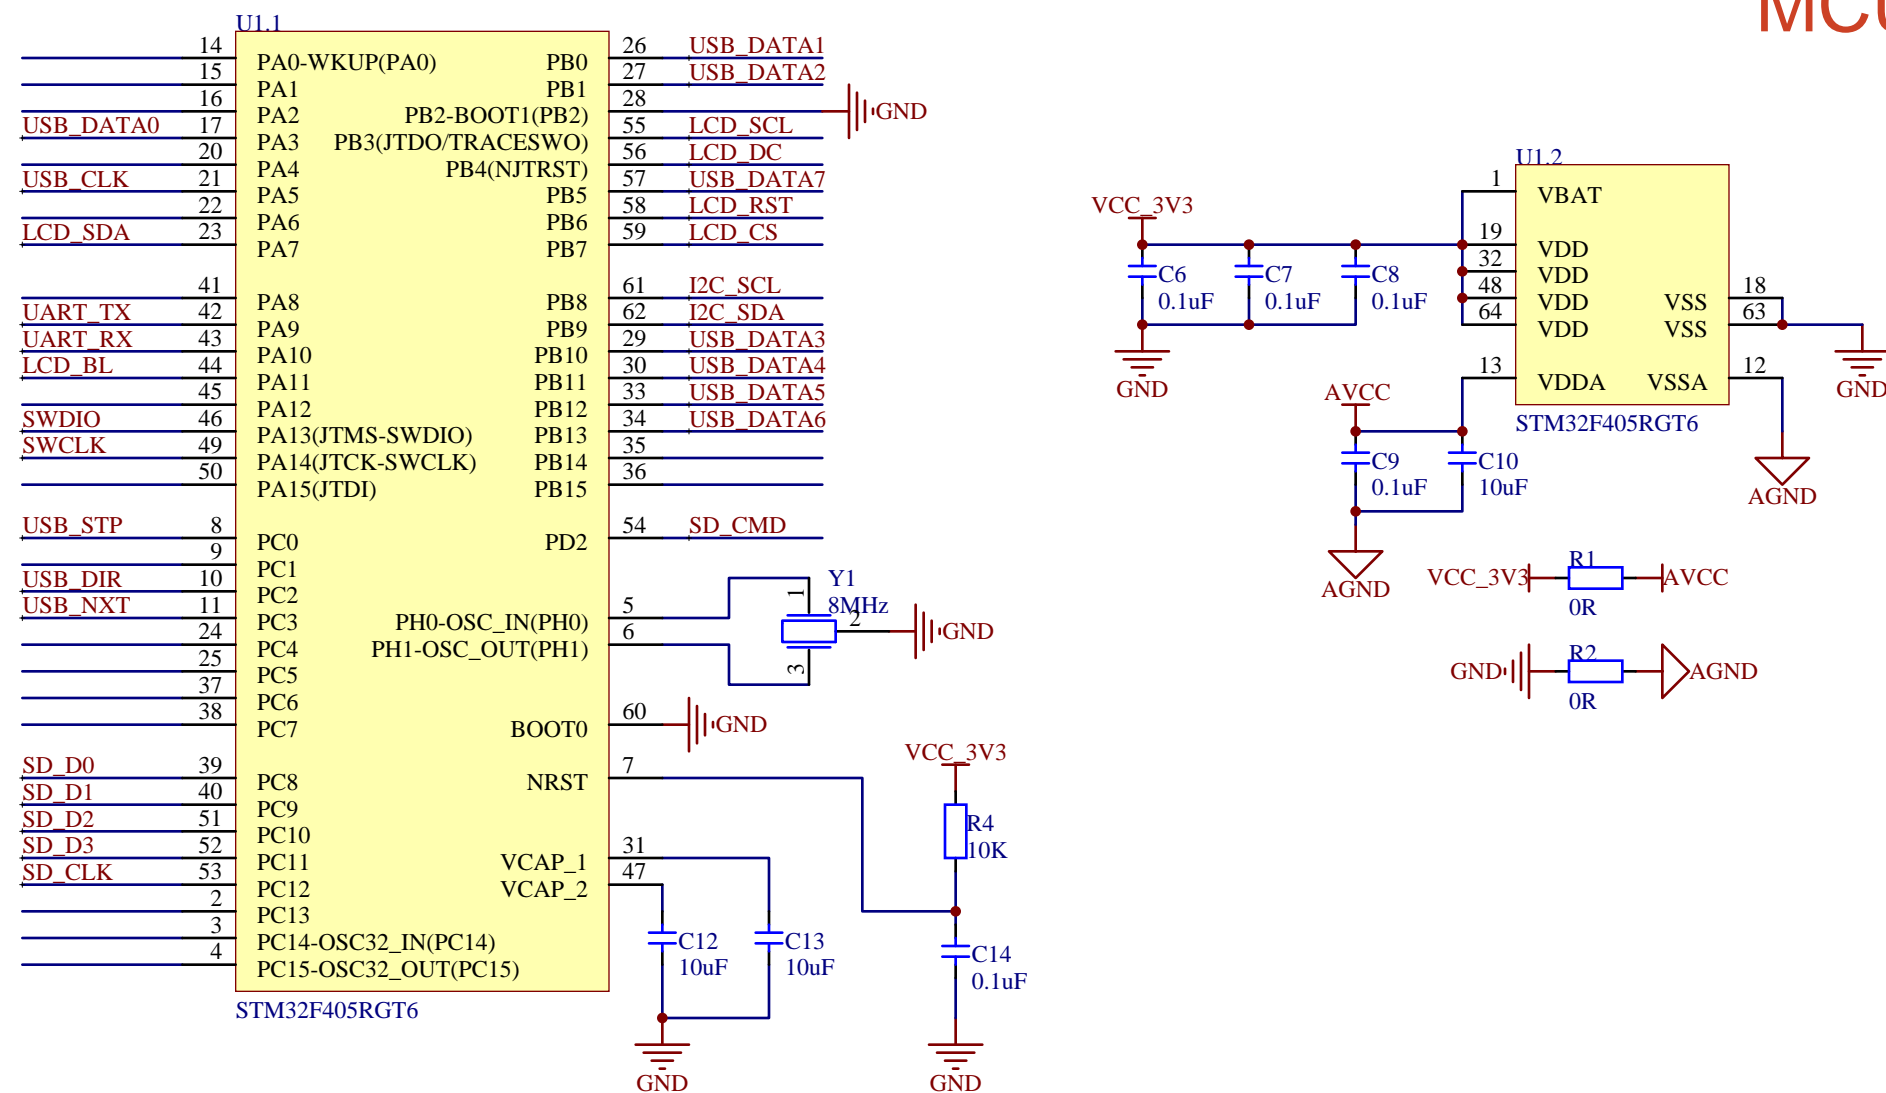 MCU
U1.1
14 PA0-WKUP(PA0) PB0 26 USB_DATA1
15 PA1 PB1 27 USB_DATA2
16 PA2 PB2-BOOT1(PB2) 28 GND
USB_DATA0 17 PA3 PB3(JTDO/TRACESWO) 55 LCD_SCL
20 PA4 PB4(NJTRST) 56 LCD_DC
USB_CLK 21 PA5 PB5 57 USB_DATA7
22 PA6 PB6 58 LCD_RST
LCD_SDA 23 PA7 PB7 59 LCD_CS
41 PA8 PB8 61 I2C_SCL
UART_TX 42 PA9 PB9 62 I2C_SDA
UART_RX 43 PA10 PB10 29 USB_DATA3
LCD_BL 44 PA11 PB11 30 USB_DATA4
45 PA12 PB12 33 USB_DATA5
SWDIO 46 PA13(JTMS-SWDIO) PB13 34 USB_DATA6
SWCLK 49 PA14(JTCK-SWCLK) PB14 35
50 PA15(JTDI) PB15 36
USB_STP 8 PC0 PD2 54 SD_CMD
9 PC1
USB_DIR 10 PC2
USB_NXT 11 PC3 PH0-OSC_IN(PH0) 5
24 PC4 PH1-OSC_OUT(PH1) 6
25 PC5
37 PC6
38 PC7 BOOT0 60 GND
SD_D0 39 PC8 NRST 7
SD_D1 40 PC9
SD_D2 51 PC10
SD_D3 52 PC11 VCAP_1 31
SD_CLK 53 PC12 VCAP_2 47
2 PC13
3 PC14-OSC32_IN(PC14)
4 PC15-OSC32_OUT(PC15)
STM32F405RGT6
Y1
8MHz
1
2 GND
3
C12
10uF
C13
10uF
GND
VCC_3V3
R4
10K
C14
0.1uF
GND
U1.2
1 VBAT
19 VDD
32 VDD
48 VDD VSS 18
64 VDD VSS 63
13 VDDA VSSA 12
STM32F405RGT6
VCC_3V3
C6
0.1uF
C7
0.1uF
C8
0.1uF
GND
GND
AVCC
C9
0.1uF
C10
10uF
AGND
AGND
VCC_3V3 R1 AVCC
0R
GND R2 AGND
0R